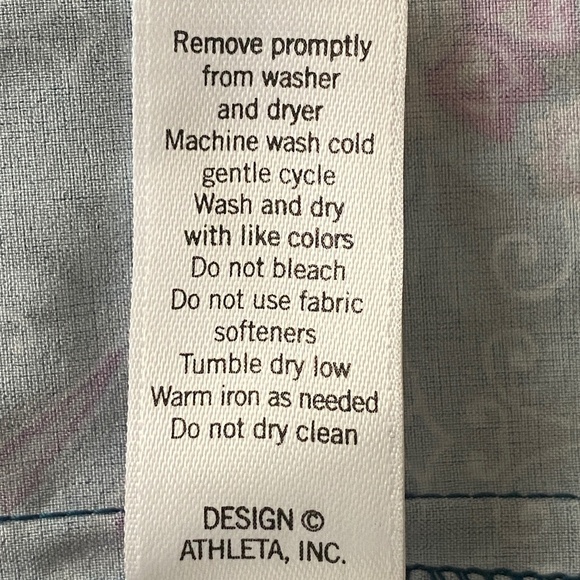 Remove promptly
from washer
and dryer
Machine wash cold
gentle cycle
Wash and dry
with like colors
Do not bleach
Do not use fabric
softeners
Tumble dry low
Warm iron as needed
Do not dry clean
DESIGN ©
ATHLETA, INC.